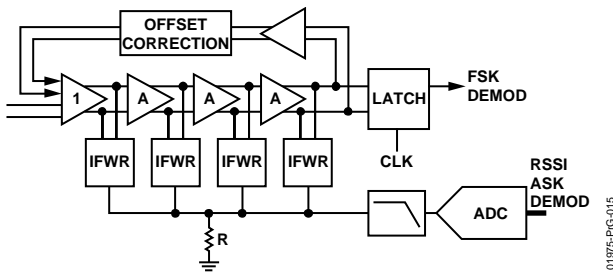 OFFSET
CORRECTION
1
A
A
A
LATCH
FSK
DEMOD
IFWR
IFWR
IFWR
IFWR
CLK
RSSI
ASK
DEMOD
R
ADC
01975-PrG-015